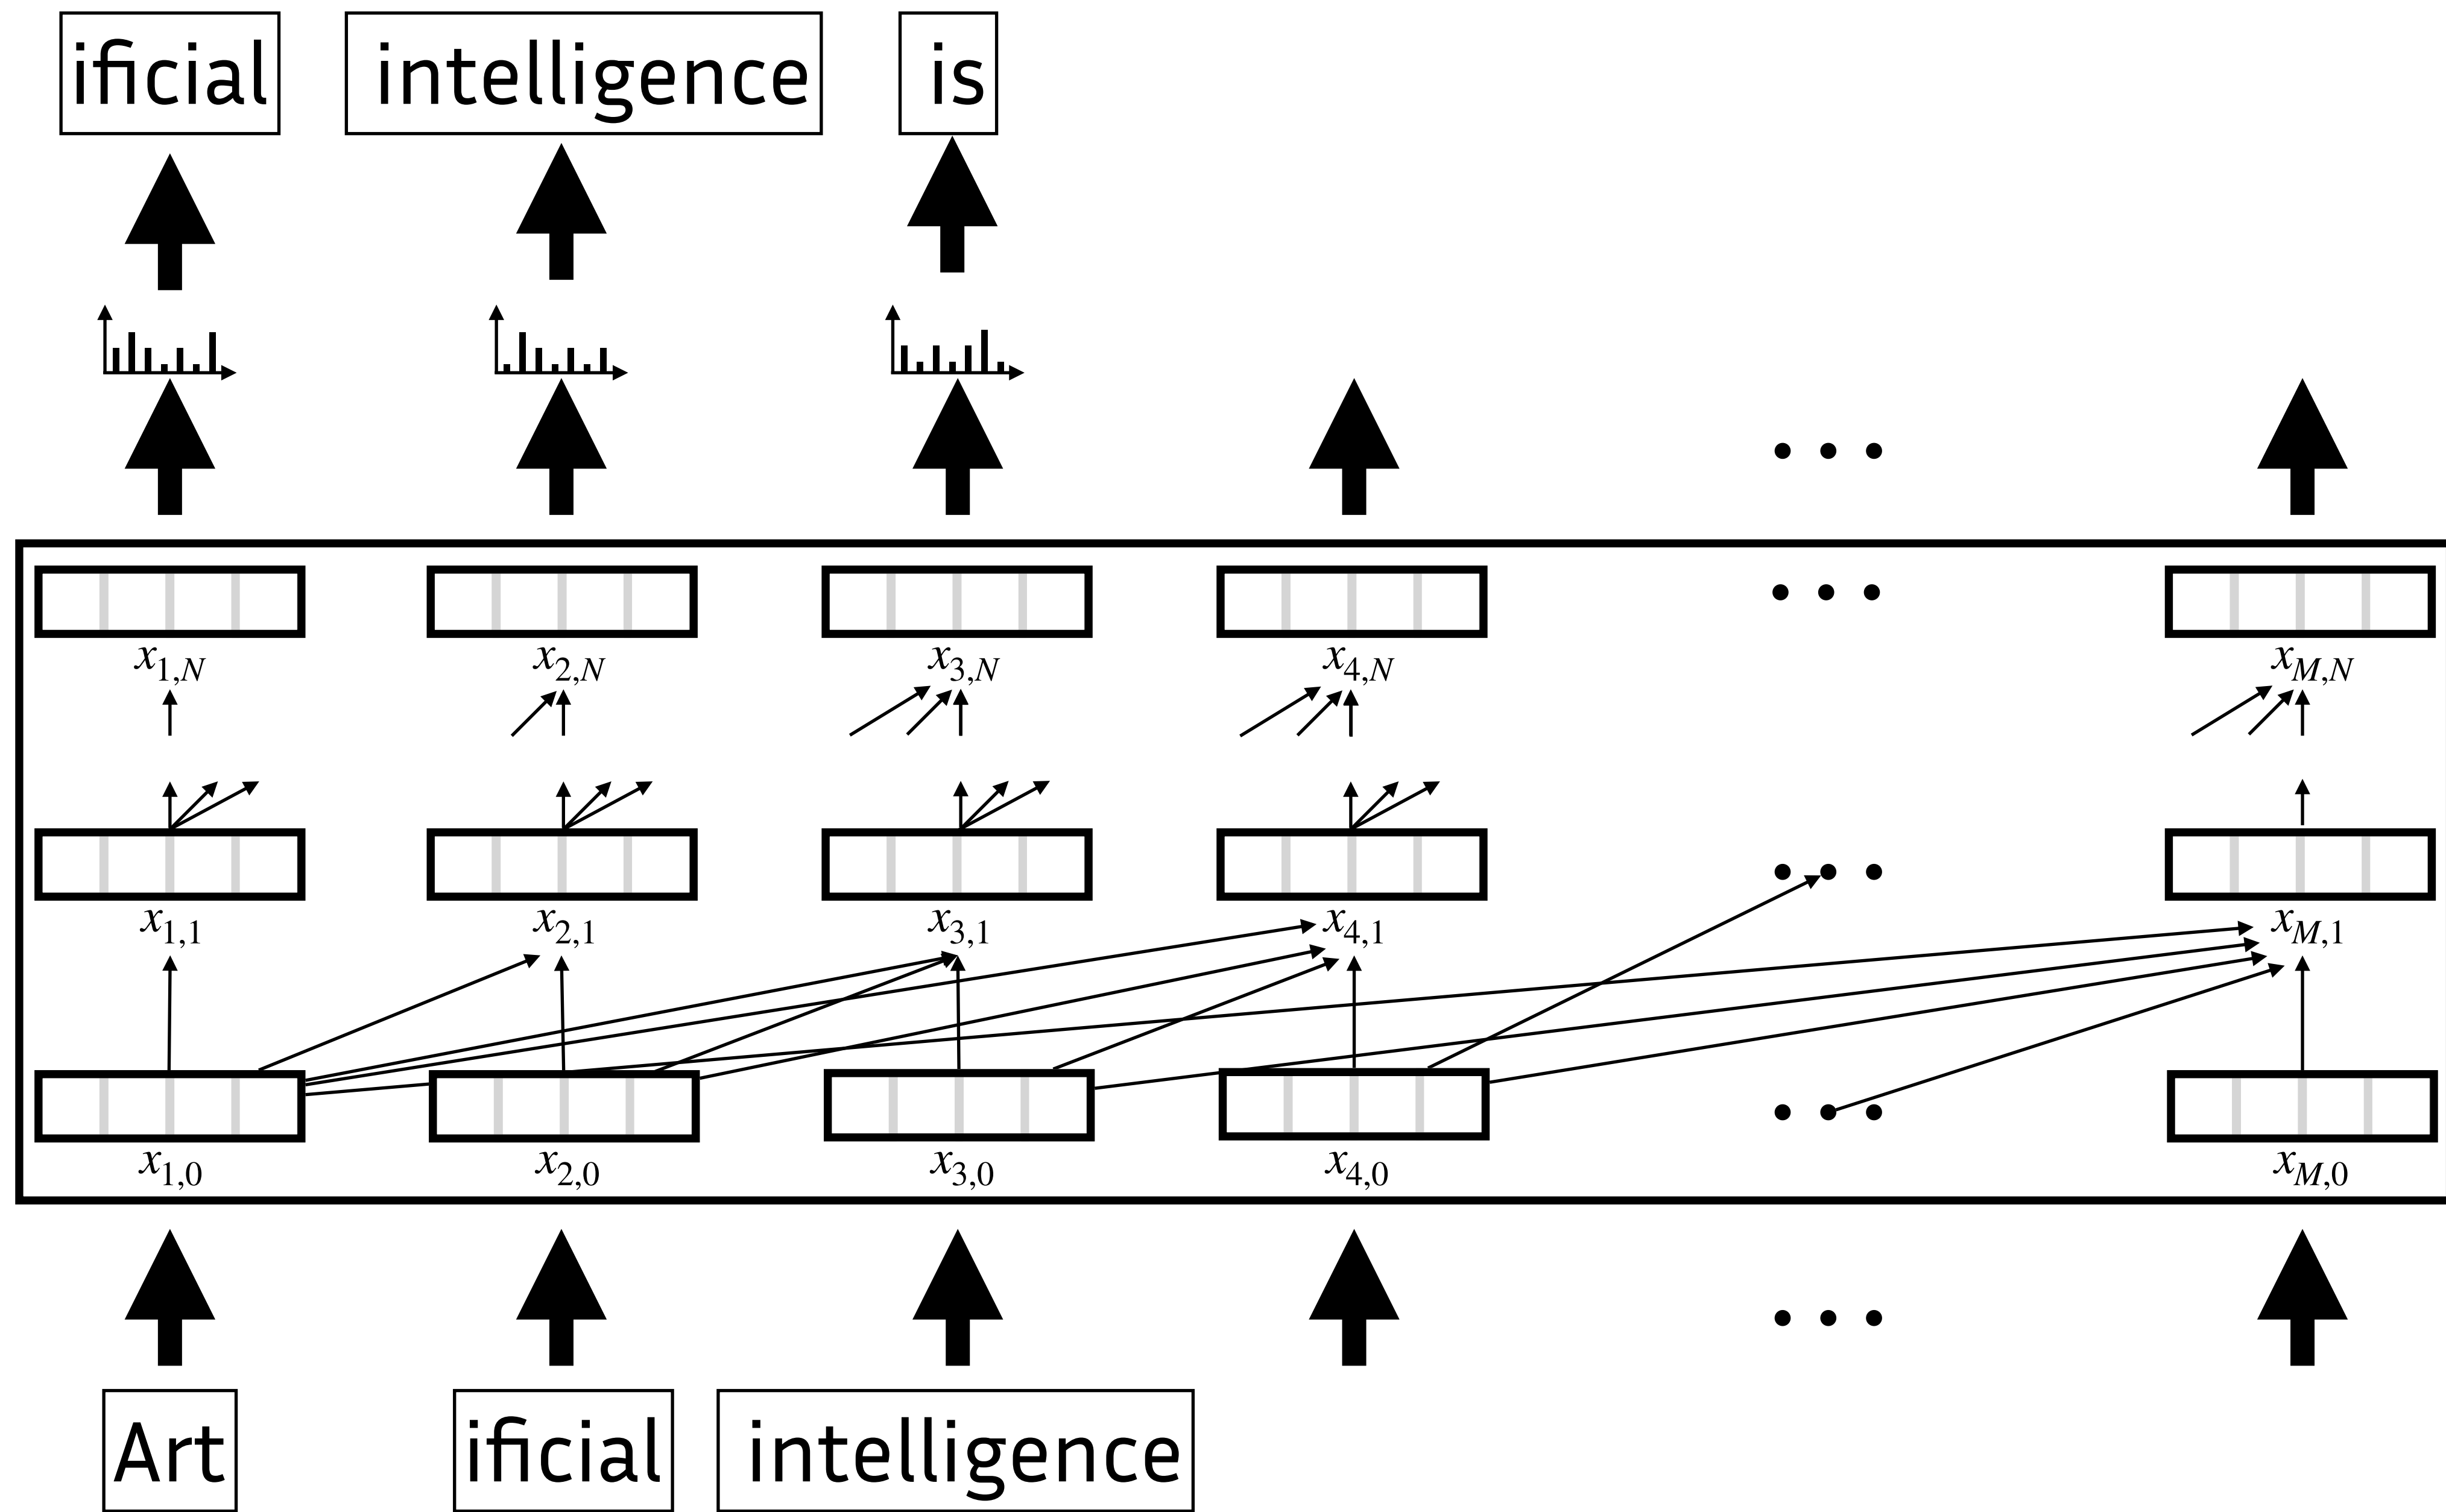 ificial intelligence is
x1,N x2,N x3,N x4,N xM,N
x1,1 x2,1 x3,1 x4,1 xM,1
x1,0 x2,0 x3,0 x4,0 xM,0
Art ificial intelligence